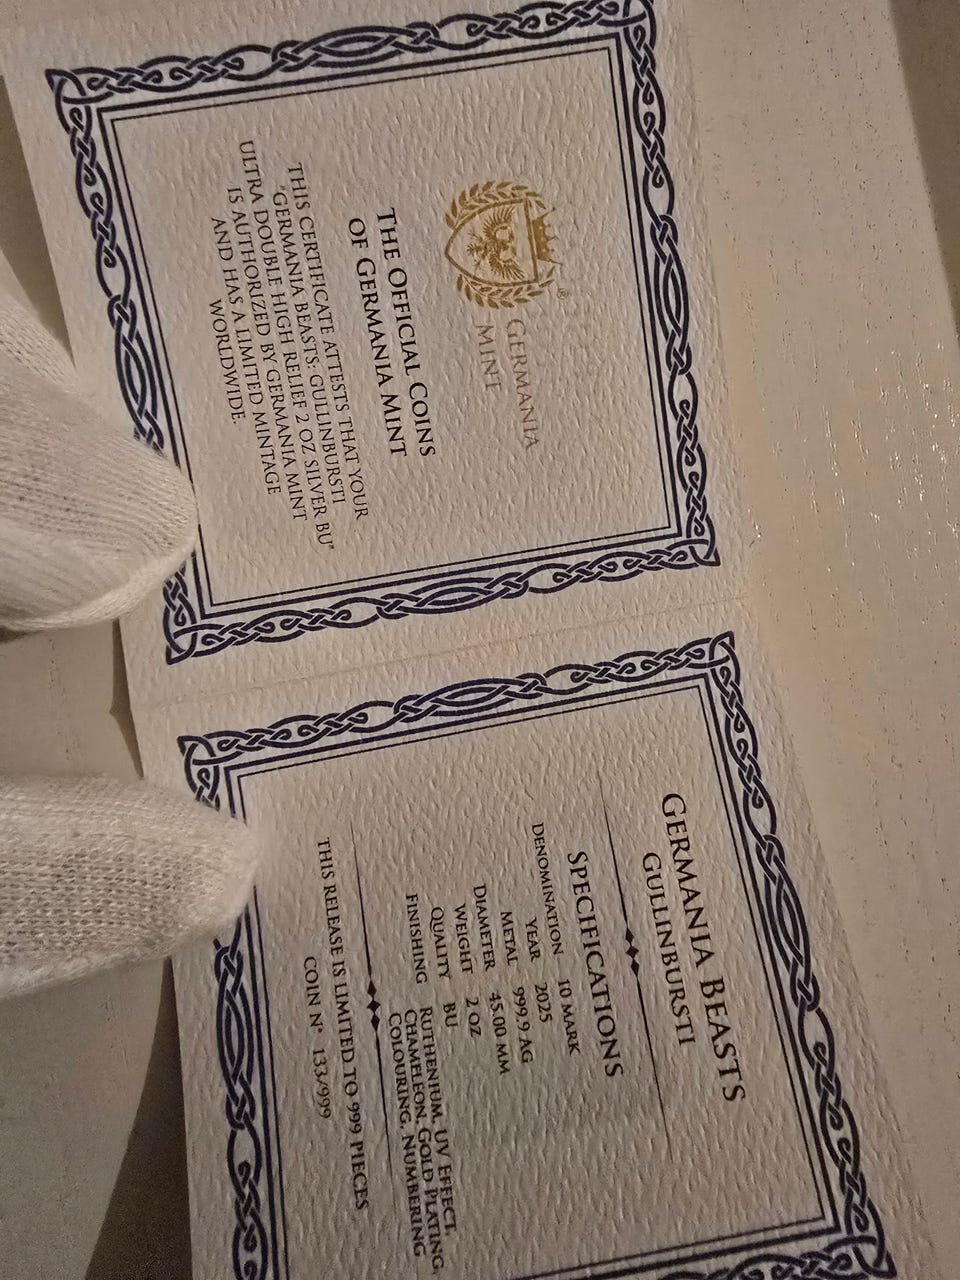 GERMANIA
MINT
THE OFFICIAL COINS
OF GERMANIA MINT
THIS CERTIFICATE ATTESTS THAT YOUR
"GERMANIA BEASTS: GULLINBURSTI
ULTRA DOUBLE HIGH RELIEF 2 OZ SILVER BU"
IS AUTHORIZED BY GERMANIA MINT
AND HAS A LIMITED MINTAGE
WORLDWIDE.
GERMANIA BEASTS
GULLINBURSTI
SPECIFICATIONS
DENOMINATION 10 MARK
YEAR 2025
METAL 999.9 AG
DIAMETER 45.00 MM
WEIGHT 2 OZ
QUALITY BU
FINISHING RUTHENIUM, UV EFFECT,
CHAMELEON, GOLD PLATING,
COLOURING, NUMBERING
THIS RELEASE IS LIMITED TO 999 PIECES
COIN N° 133/999